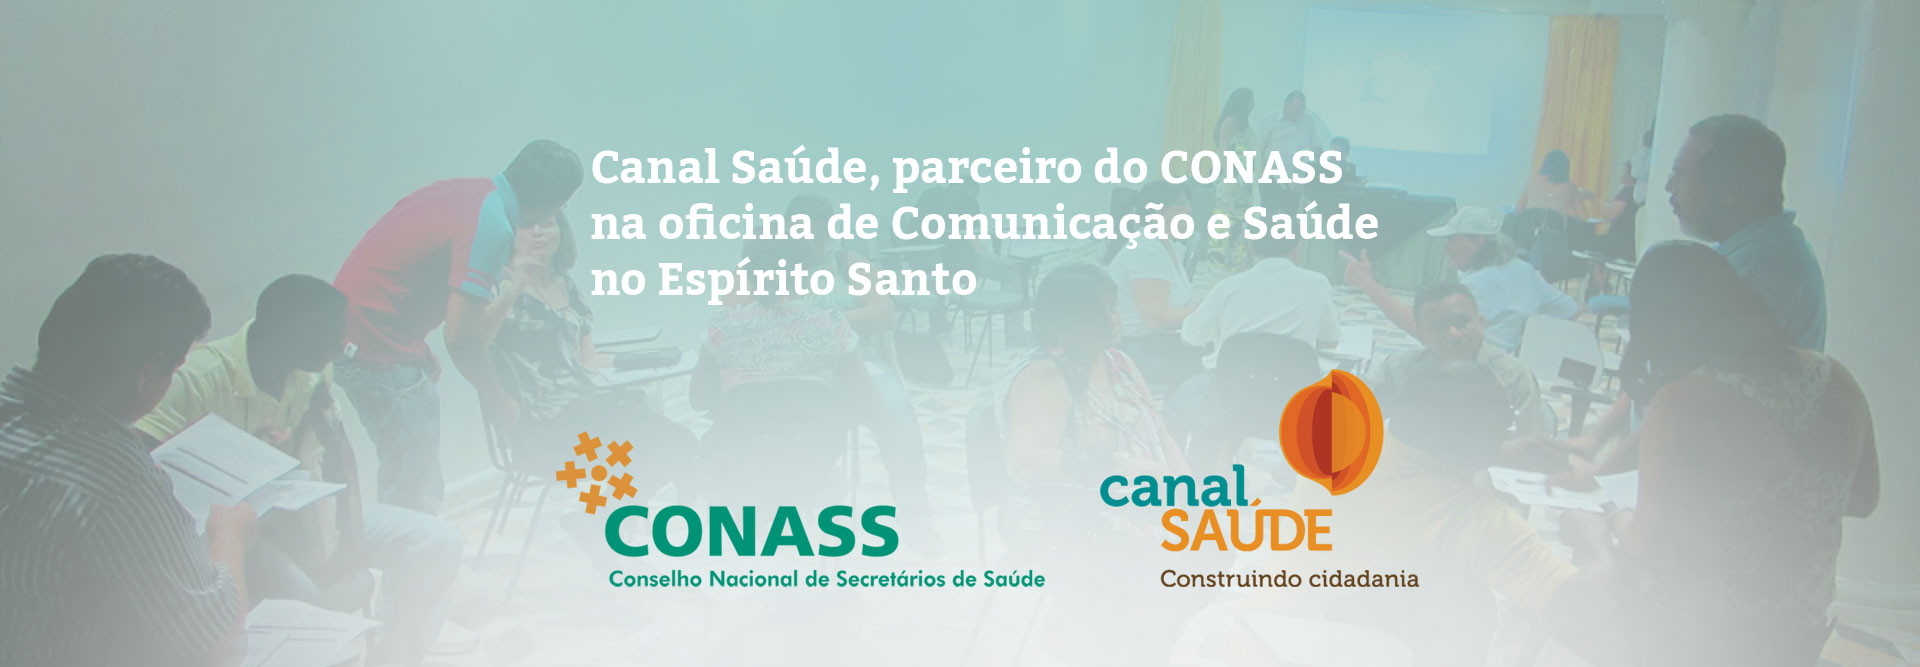 Canal Saúde, parceiro do CONASS
na oficina de Comunicação e Saúde
no Espírito Santo
CONASS
Conselho Nacional de Secretários de Saúde
canal
SAÚDE
Construindo cidadania